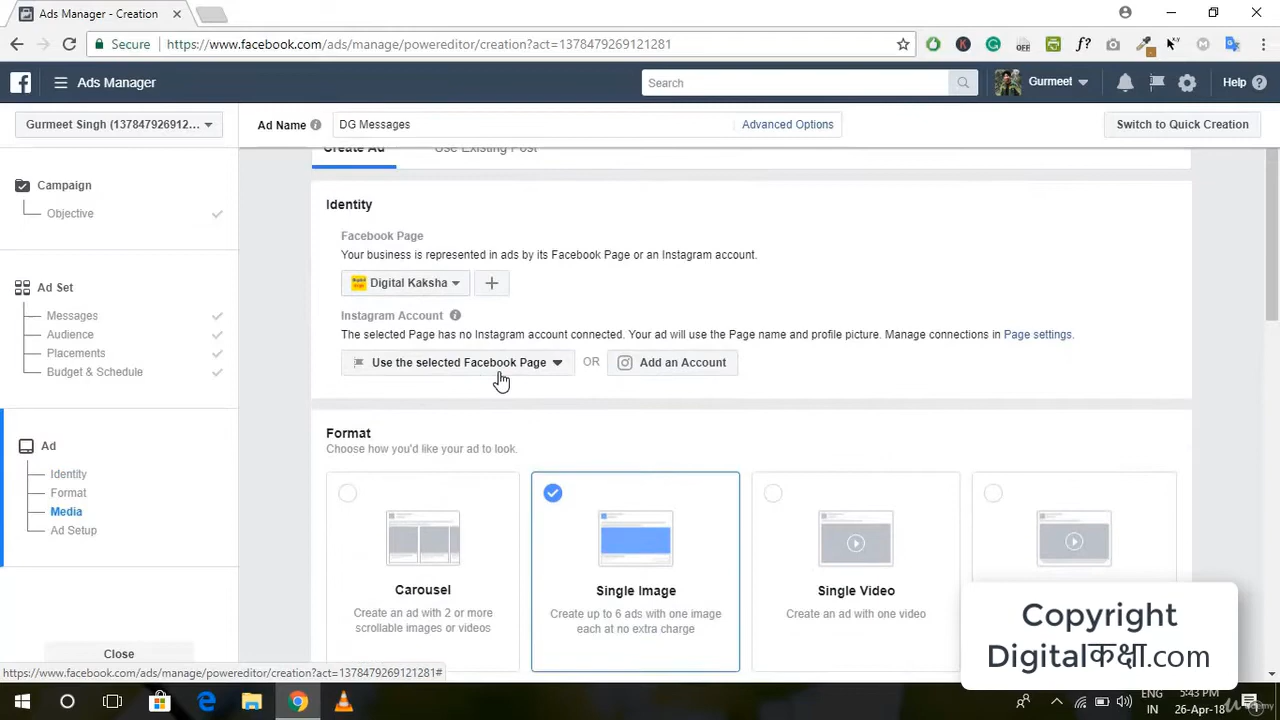 Ads Manager - Creation
Secure
https://www.facebook.com/ads/manage/powereditor/creation?act=1378479269121281
Ads Manager
Search
Gurmeet
Help
Gurmeet Singh (137847926912...
Ad Name
DG Messages
Advanced Options
Switch to Quick Creation
Create Ad
Use Existing Post
Campaign
Objective
Ad Set
Messages
Audience
Placements
Budget & Schedule
Ad
Identity
Format
Media
Ad Setup
Close
Identity
Facebook Page
Your business is represented in ads by its Facebook Page or an Instagram account.
Digital Kaksha
Instagram Account
The selected Page has no Instagram account connected. Your ad will use the Page name and profile picture. Manage connections in Page settings.
Use the selected Facebook Page
OR
Add an Account
Format
Choose how you'd like your ad to look.
Carousel
Create an ad with 2 or more
scrollable images or videos
Single Image
Create up to 6 ads with one image
each at no extra charge
Single Video
Create an ad with one video
Copyright
Digitalकक्षा.com
https://www.facebook.com/ads/manage/powereditor/creation?act=1378479269121281#
ENG
IN
5:43 PM
26-Apr-18